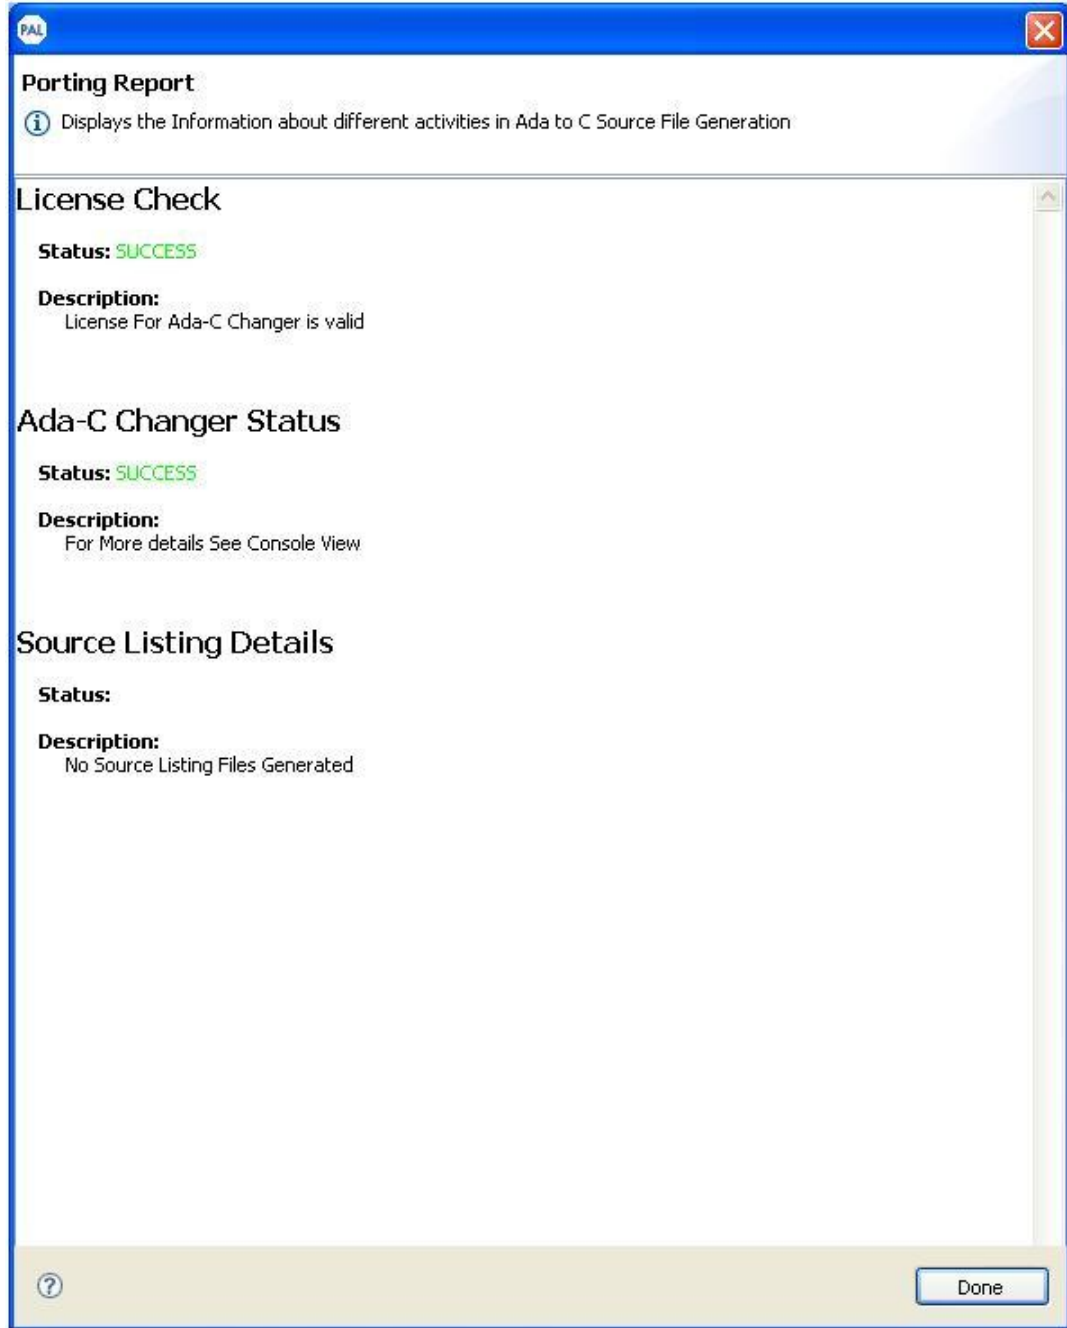 PAL
Porting Report
Displays the Information about different activities in Ada to C Source File Generation
License Check
Status: SUCCESS
Description:
License For Ada-C Changer is valid
Ada-C Changer Status
Status: SUCCESS
Description:
For More details See Console View
Source Listing Details
Status:
Description:
No Source Listing Files Generated
Done